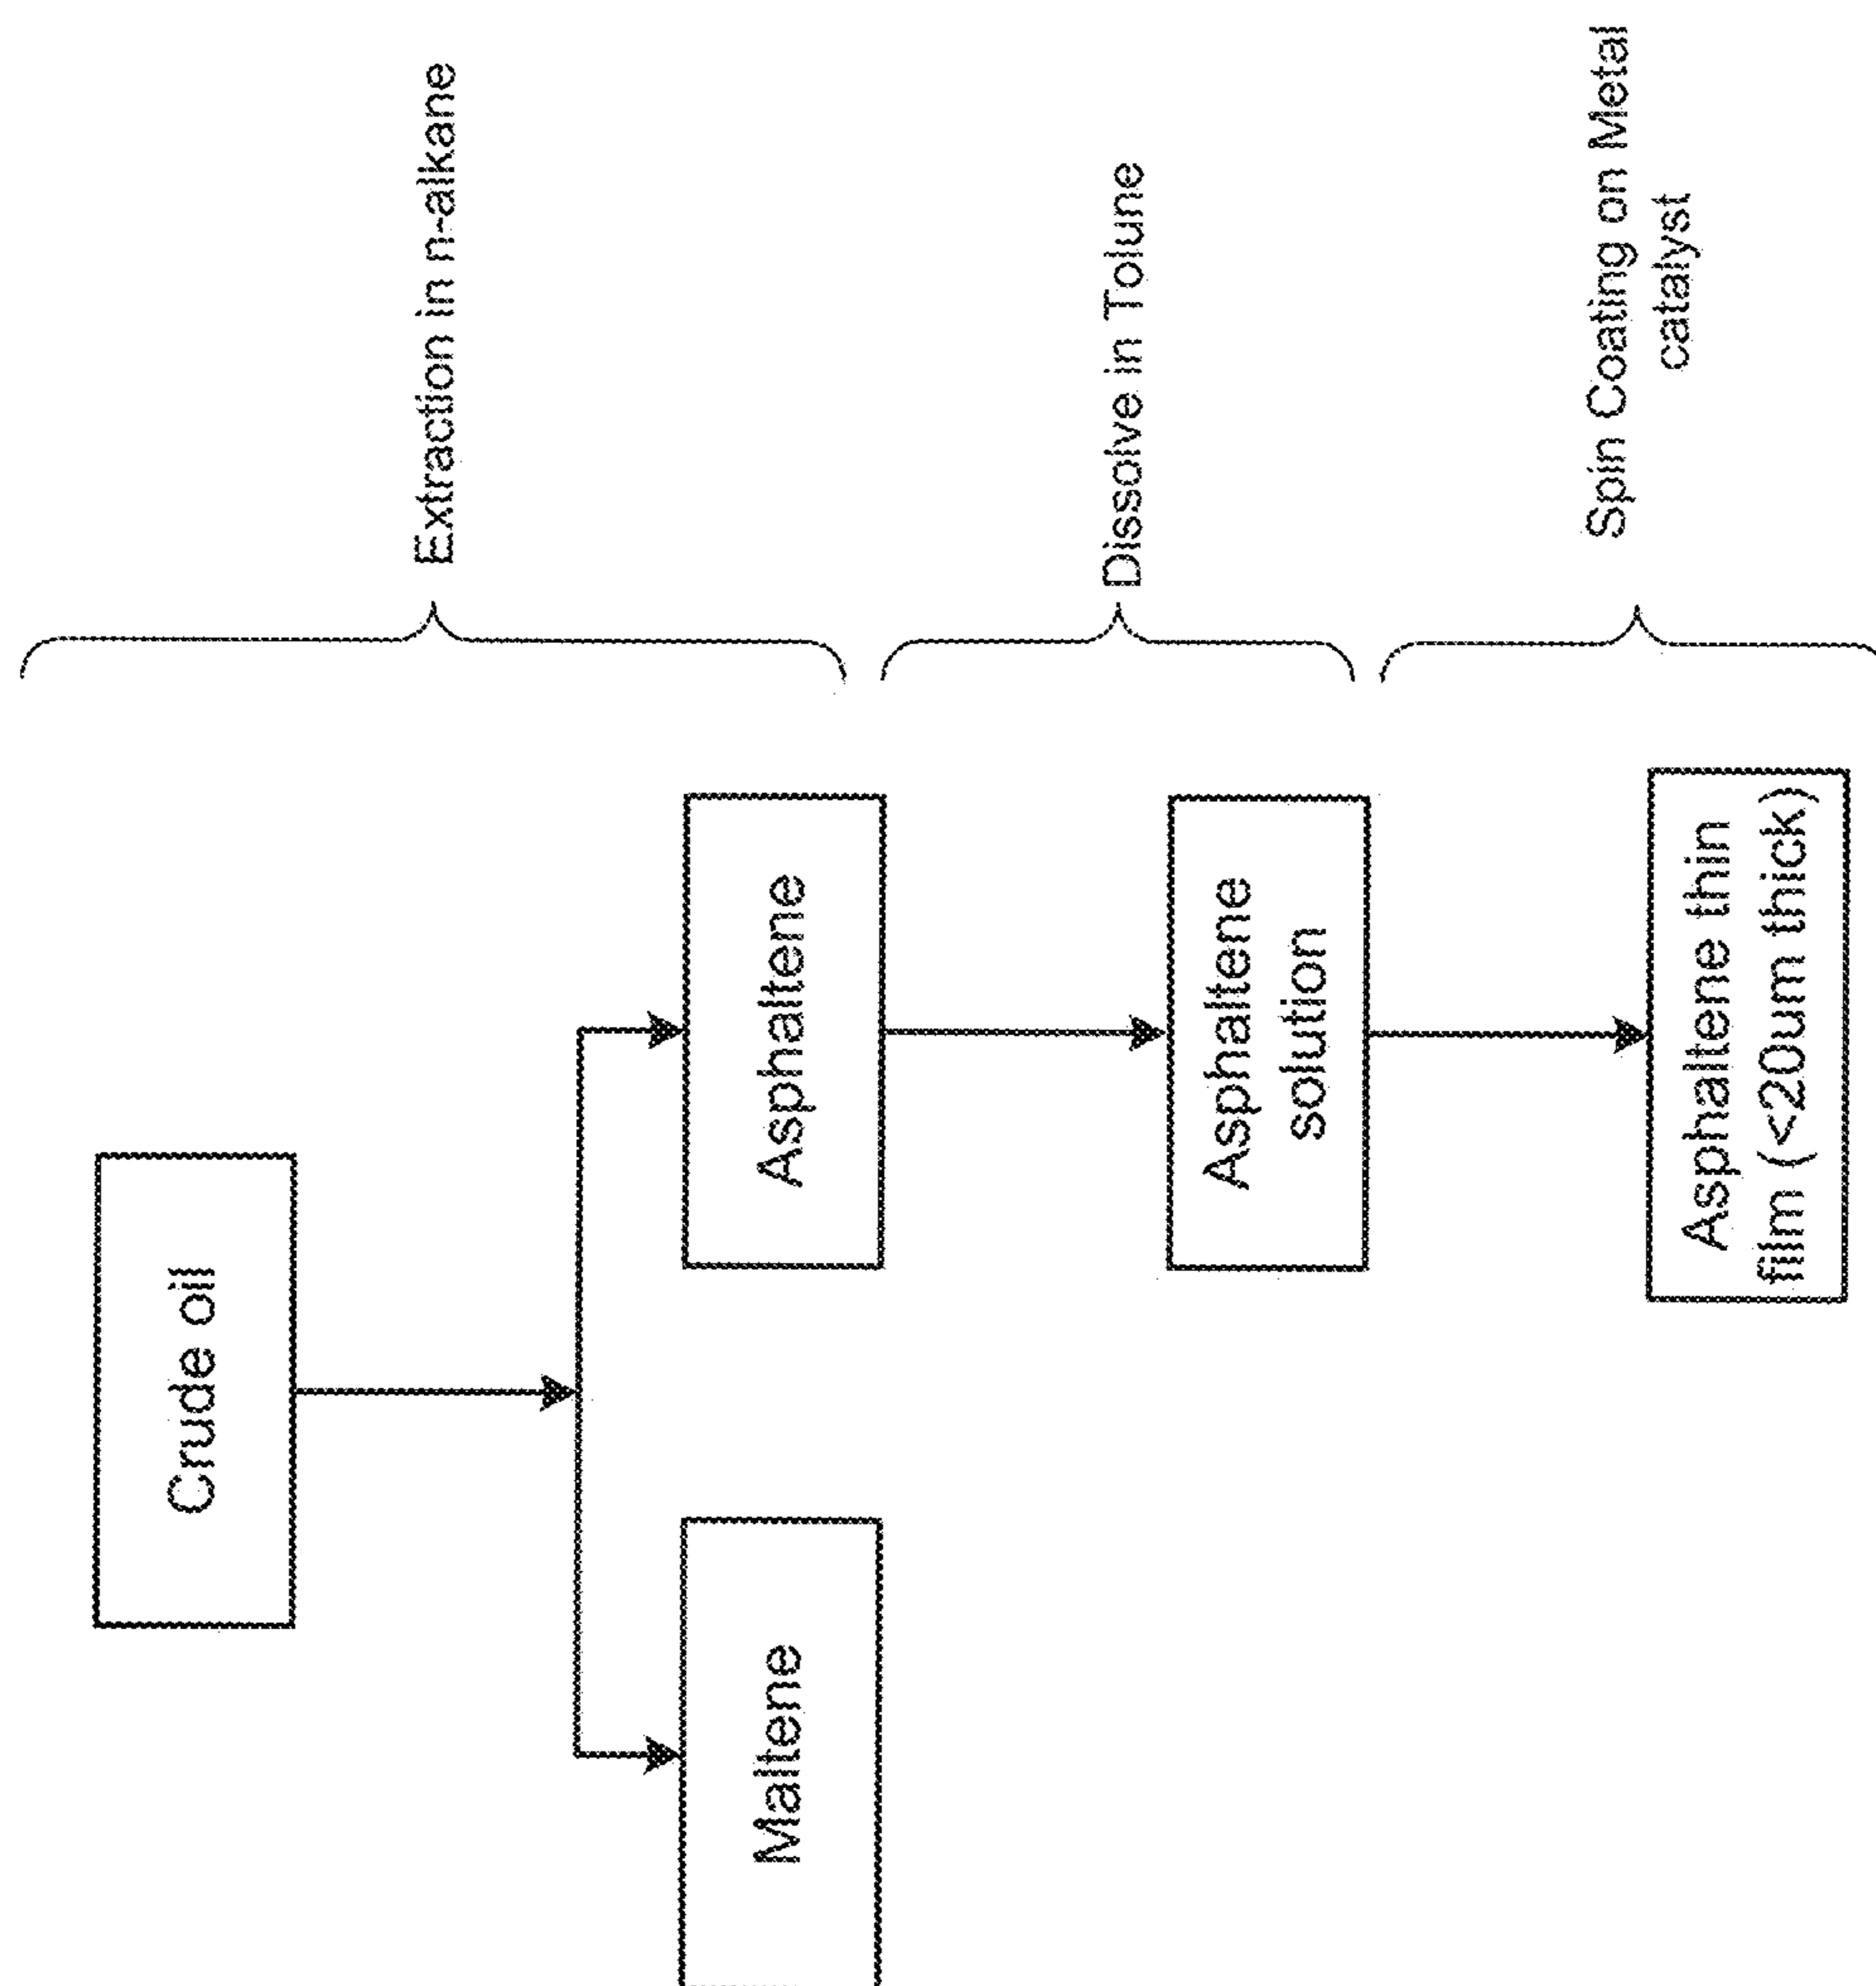 Crude oil
Extraction in n-alkane
Maltene
Asphaltene
Dissolve in Tolune
Asphaltene
solution
Spin Coating on Metal
catalyst
Asphaltene thin
film (<20um thick)